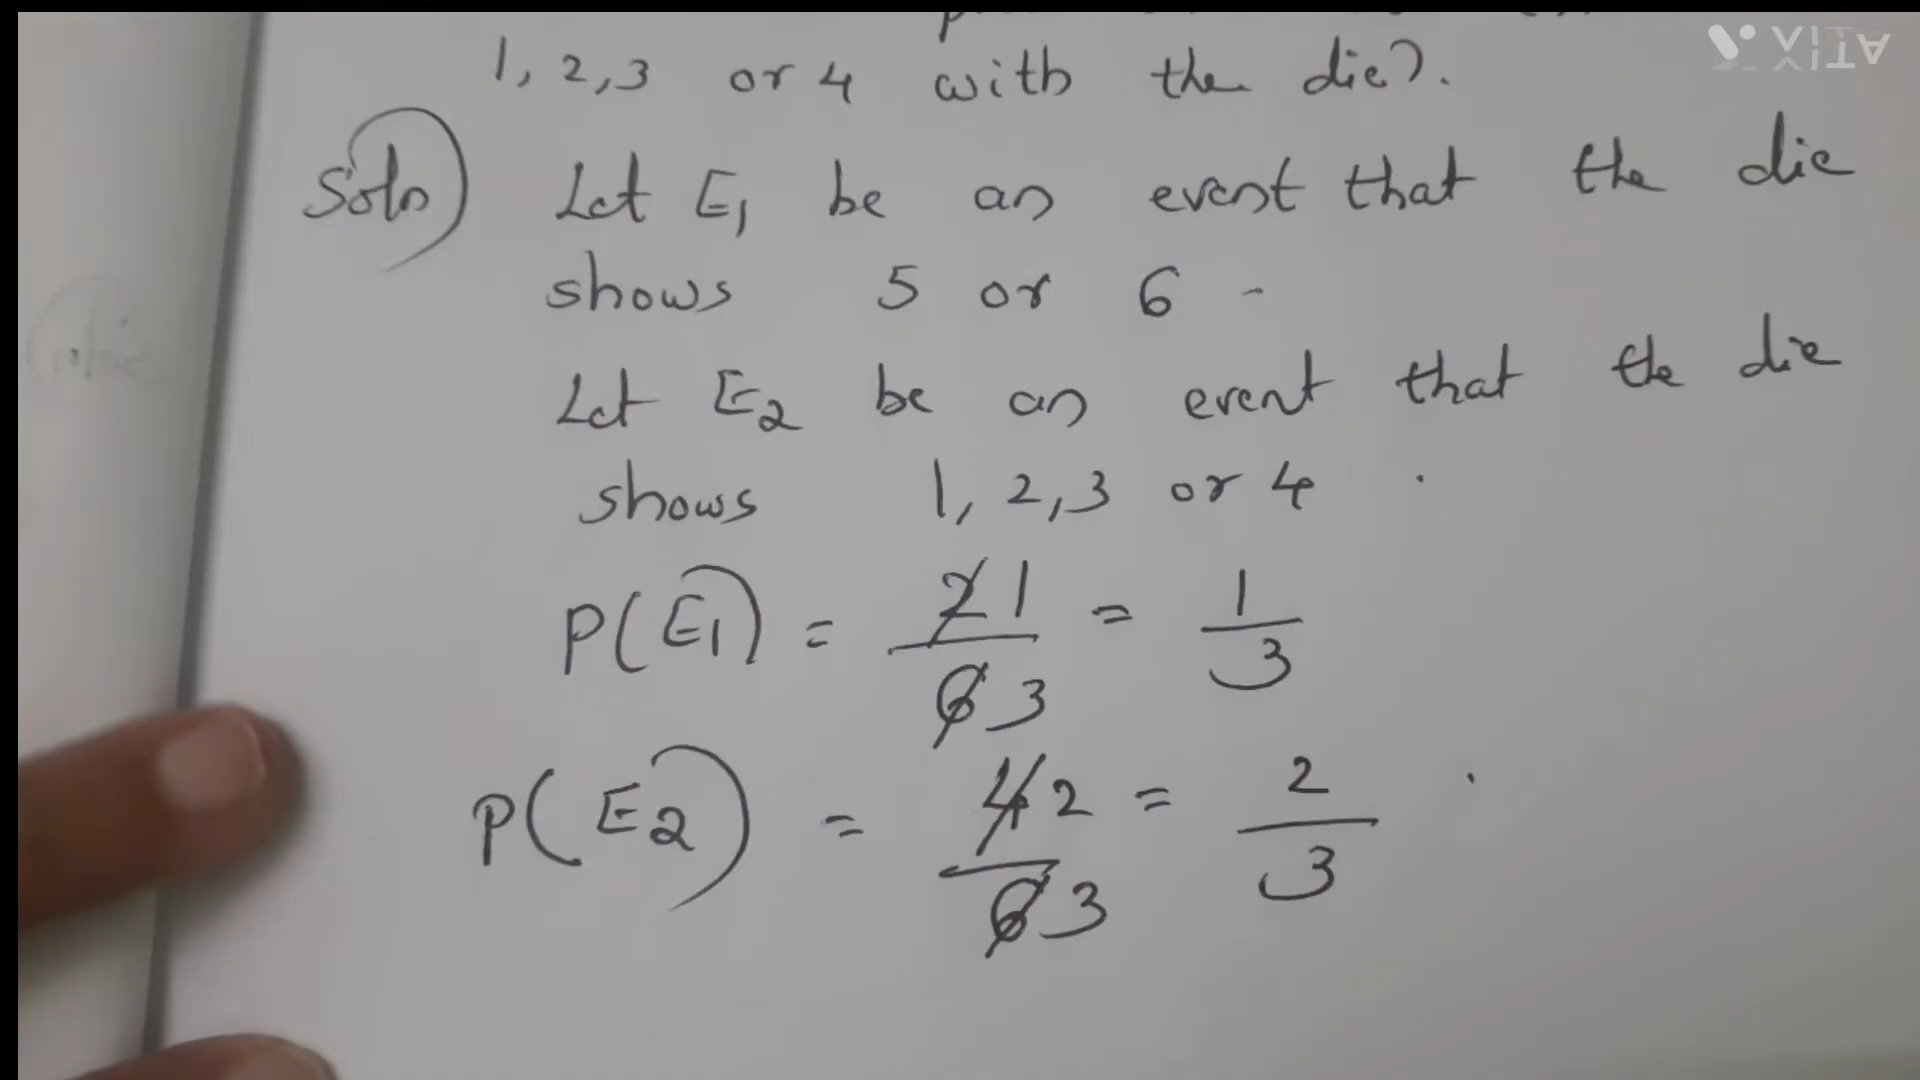 VITA
1, 2, 3 or 4 with the die?.
Soln) Let E1 be an event that the die
shows 5 or 6 -
Let E2 be an event that the die
shows 1, 2, 3 or 4 .
P(E1) = 2 1 / 6 3 = 1 / 3
P(E2) = 4 2 / 6 3 = 2 / 3 .